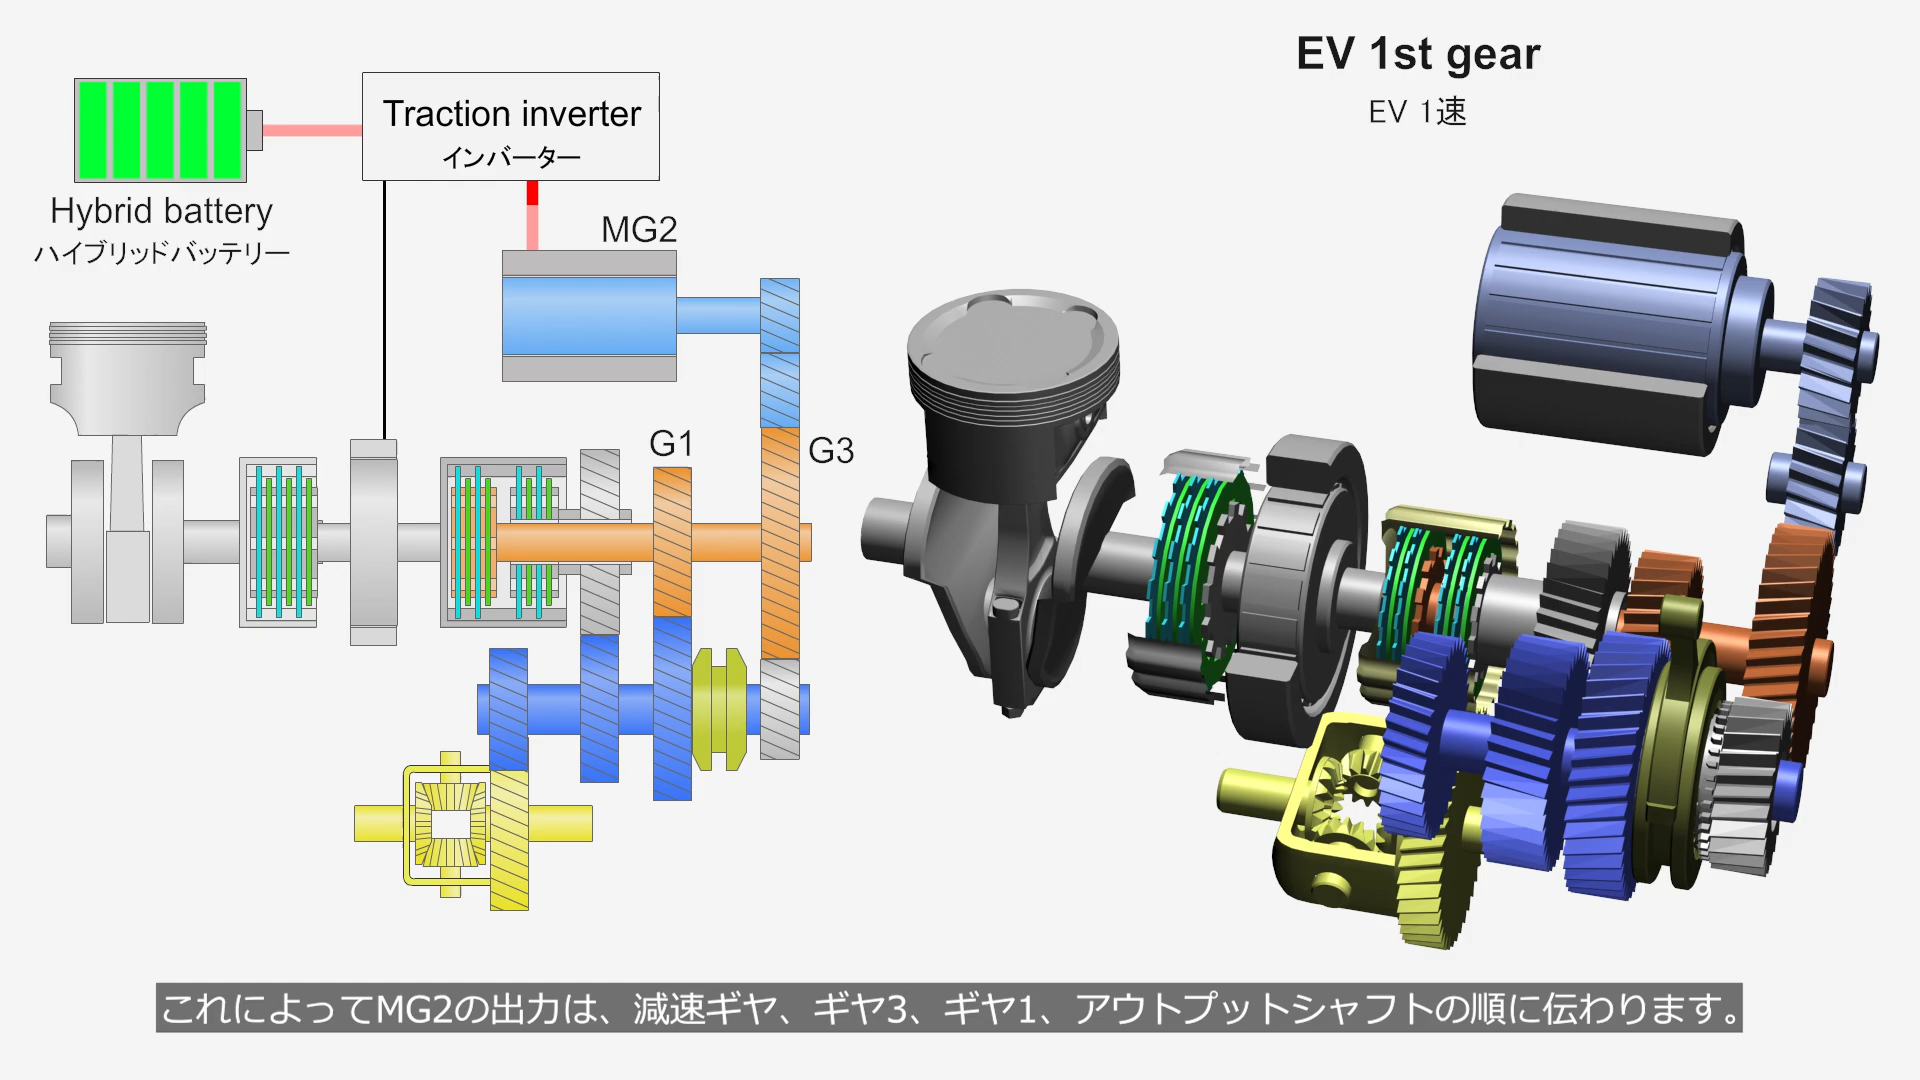 EV 1st gear
EV 1速
Traction inverter
インバーター
Hybrid battery
ハイブリッドバッテリー
MG2
G1
G3
これによってMG2の出力は、減速ギヤ、ギヤ3、ギヤ1、アウトプットシャフトの順に伝わります。